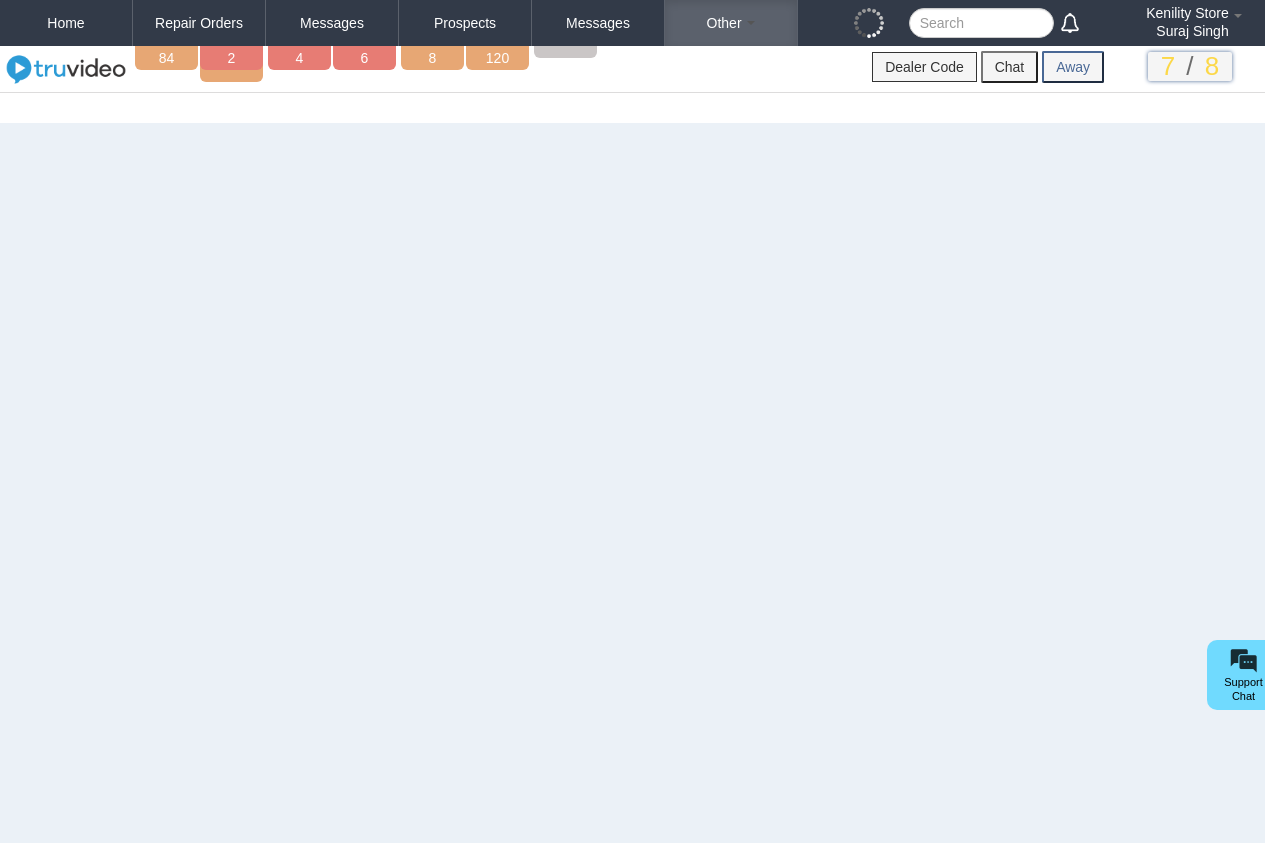 Home Repair Orders Messages Prospects Messages Other Search Kenility Store
Suraj Singh
truvideo 84 2 4 6 8 120 Dealer Code Chat Away 7 / 8
Support
Chat